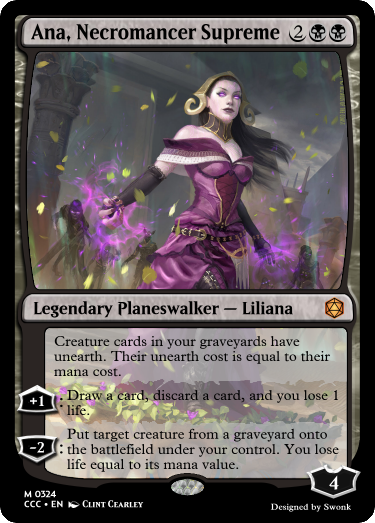 Ana, Necromancer Supreme 2
Legendary Planeswalker — Liliana
Creature cards in your graveyards have
unearth. Their unearth cost is equal to their
mana cost.
+1: Draw a card, discard a card, and you lose 1
life.
-2: Put target creature from a graveyard onto
the battlefield under your control. You lose
life equal to its mana value.
4
M 0324
CCC • EN Clint Cearley
Designed by Swonk